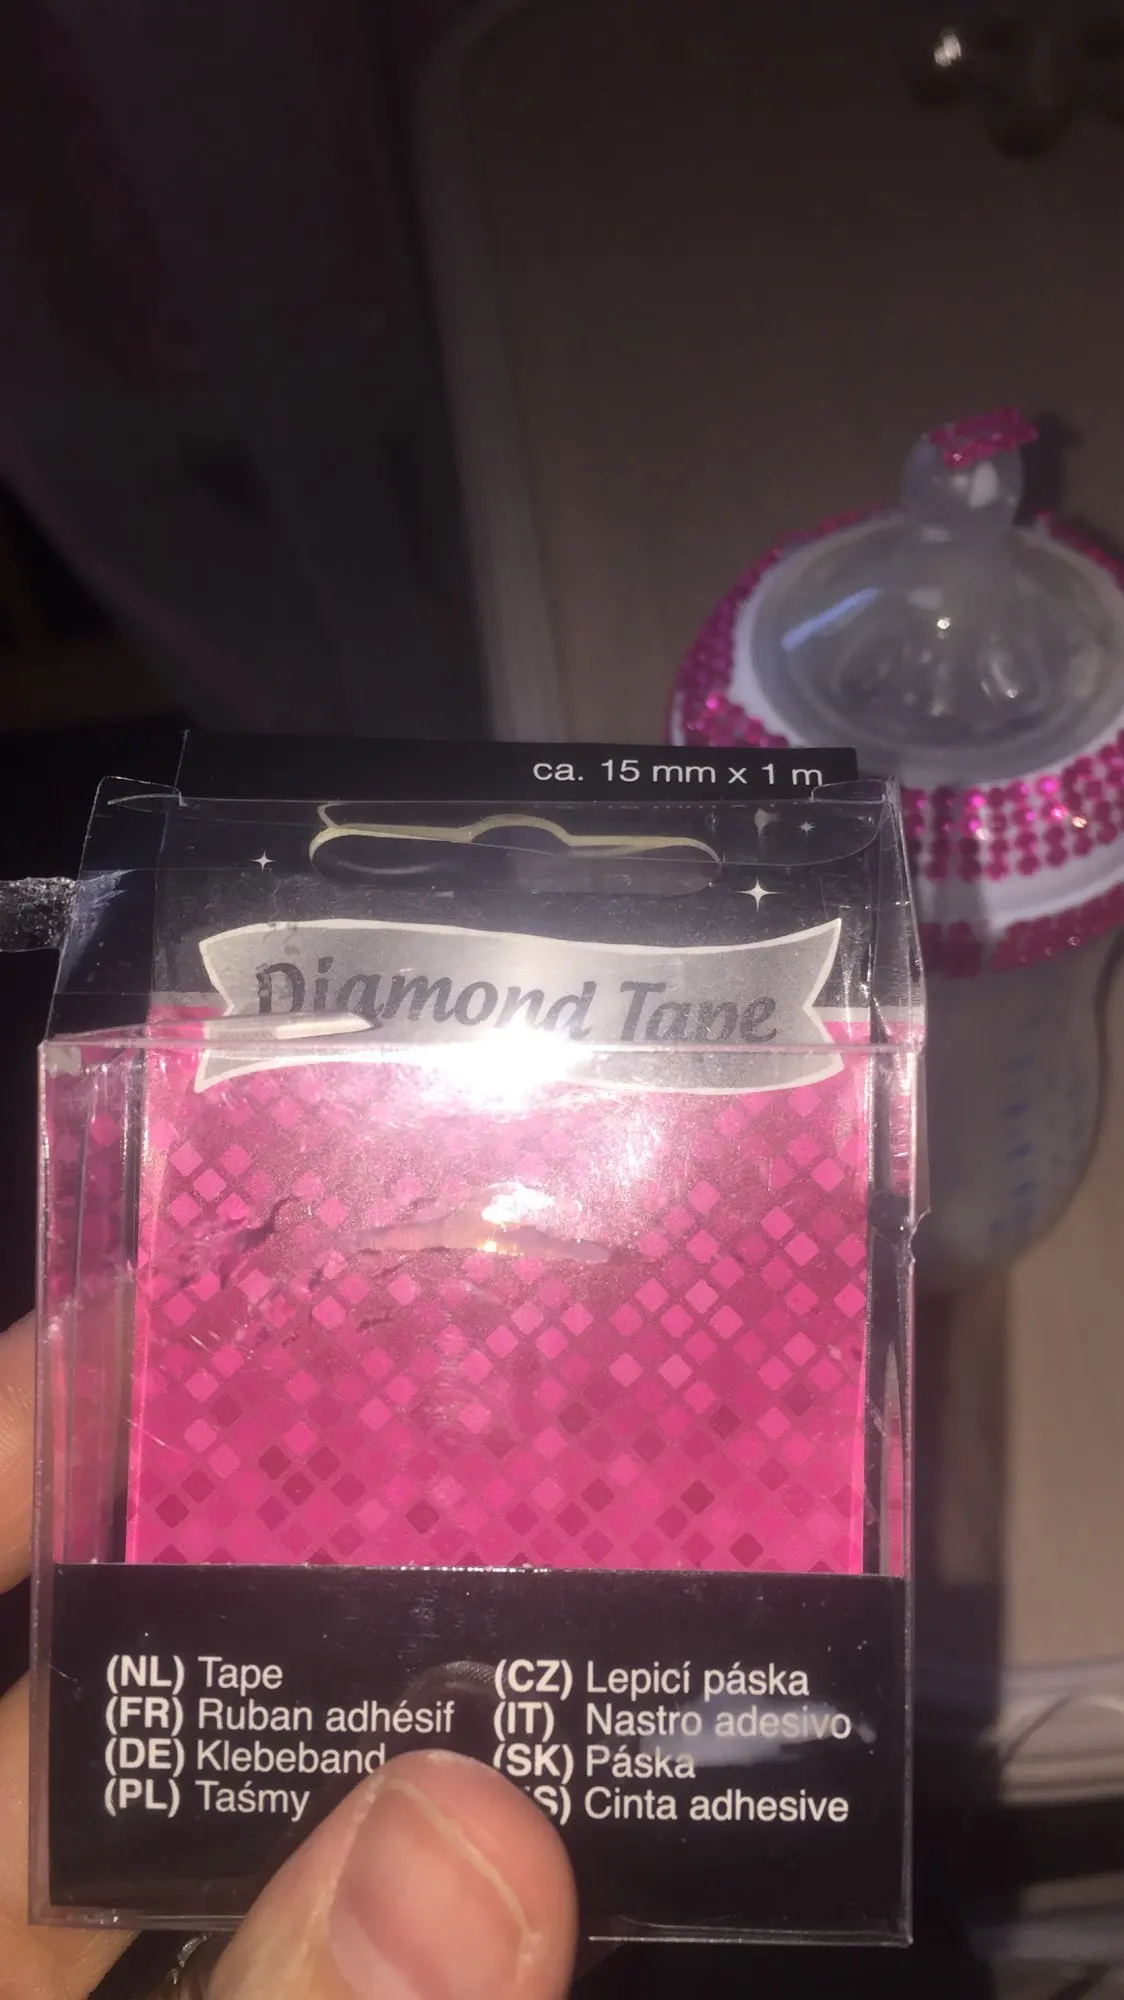 ca. 15 mm x 1 m
Diamond Tape
(NL) Tape
(FR) Ruban adhésif
(DE) Klebeband
(PL) Taśmy
(CZ) Lepicí páska
(IT) Nastro adesivo
(SK) Páska
S) Cinta adhesive